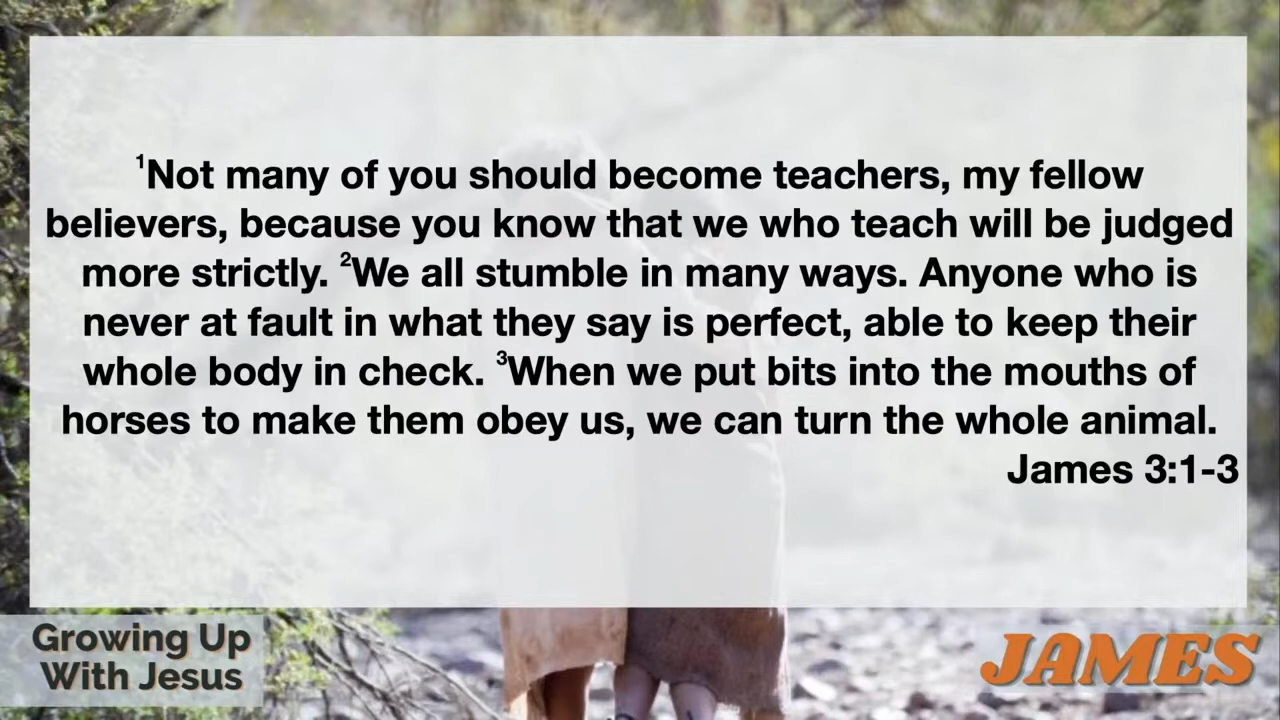 ¹Not many of you should become teachers, my fellow
believers, because you know that we who teach will be judged
more strictly. ²We all stumble in many ways. Anyone who is
never at fault in what they say is perfect, able to keep their
whole body in check. ³When we put bits into the mouths of
horses to make them obey us, we can turn the whole animal.
James 3:1-3
Growing Up
With Jesus
JAMES